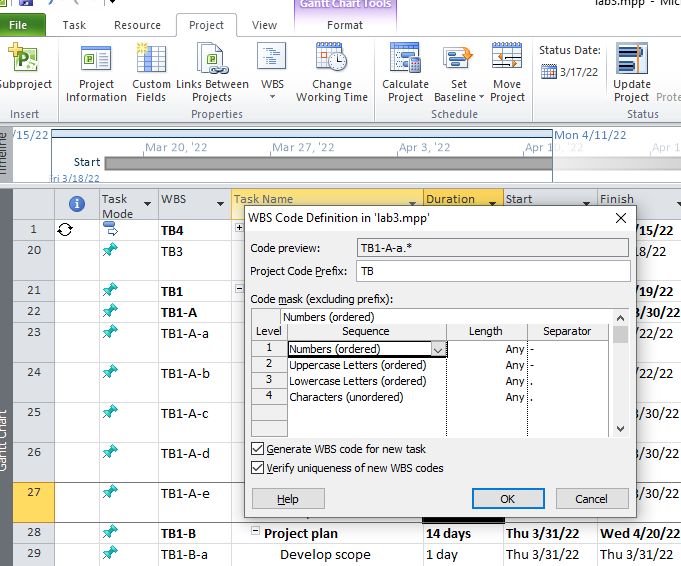 Gantt Chart Tools
lab3.mpp - Mic
File Task Resource Project View Format
Subproject
Project Information
Custom Fields
Links Between Projects
WBS
Change Working Time
Calculate Project
Set Baseline
Move Project
Status Date:
3/17/22
Update Project
Prote
Insert Properties Schedule Status
Timeline
/15/22
Mon 4/11/22
Mar 20, '22 Mar 27, '22 Apr 3, '22 Apr 10, '22 Apr 1
Start
Fri 3/18/22
Task Mode WBS Task Name Duration Start Finish
1 TB4 /15/22
20 TB3 /18/22
21 TB1 /19/22
22 TB1-A 3/30/22
23 TB1-A-a /22/22
24 TB1-A-b /22/22
25 TB1-A-c 3/30/22
26 TB1-A-d 3/30/22
27 TB1-A-e 3/30/22
28 TB1-B Project plan 14 days Thu 3/31/22 Wed 4/20/22
29 TB1-B-a Develop scope 1 day Thu 3/31/22 Thu 3/31/22
Gantt Chart
WBS Code Definition in 'lab3.mpp'
Code preview: TB1-A-a.*
Project Code Prefix: TB
Code mask (excluding prefix):
Numbers (ordered)
Level Sequence Length Separator
1 Numbers (ordered) Any -
2 Uppercase Letters (ordered) Any -
3 Lowercase Letters (ordered) Any .
4 Characters (unordered) Any .
Generate WBS code for new task
Verify uniqueness of new WBS codes
Help OK Cancel